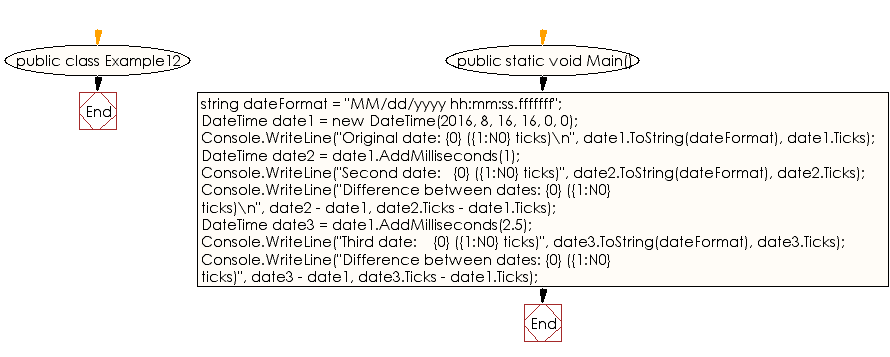 public class Example12
End
public static void Main()
string dateFormat = "MM/dd/yyyy hh:mm:ss.fffffff";
DateTime date1 = new DateTime(2016, 8, 16, 16, 0, 0);
Console.WriteLine("Original date: {0} ({1:N0} ticks)\n", date1.ToString(dateFormat), date1.Ticks);
DateTime date2 = date1.AddMilliseconds(1);
Console.WriteLine("Second date:   {0} ({1:N0} ticks)", date2.ToString(dateFormat), date2.Ticks);
Console.WriteLine("Difference between dates: {0} ({1:N0}
ticks)\n", date2 - date1, date2.Ticks - date1.Ticks);
DateTime date3 = date1.AddMilliseconds(2.5);
Console.WriteLine("Third date:    {0} ({1:N0} ticks)", date3.ToString(dateFormat), date3.Ticks);
Console.WriteLine("Difference between dates: {0} ({1:N0}
ticks)", date3 - date1, date3.Ticks - date1.Ticks);
End